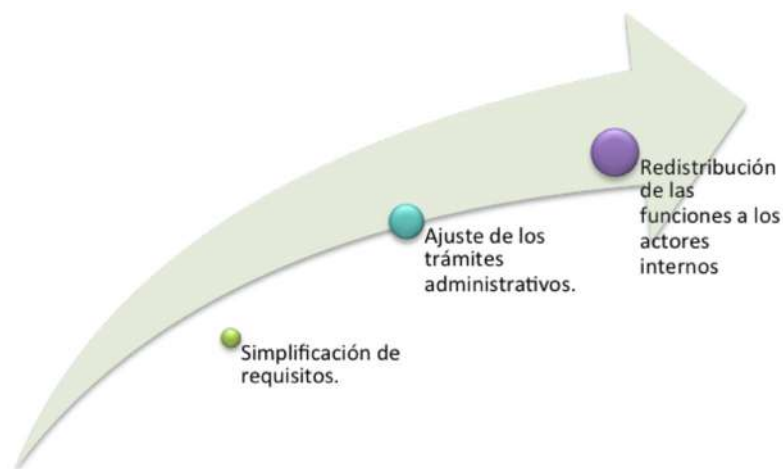 Simplificación de
requisitos.
Ajuste de los
trámites
administrativos.
Redistribución
de las
funciones a los
actores
internos